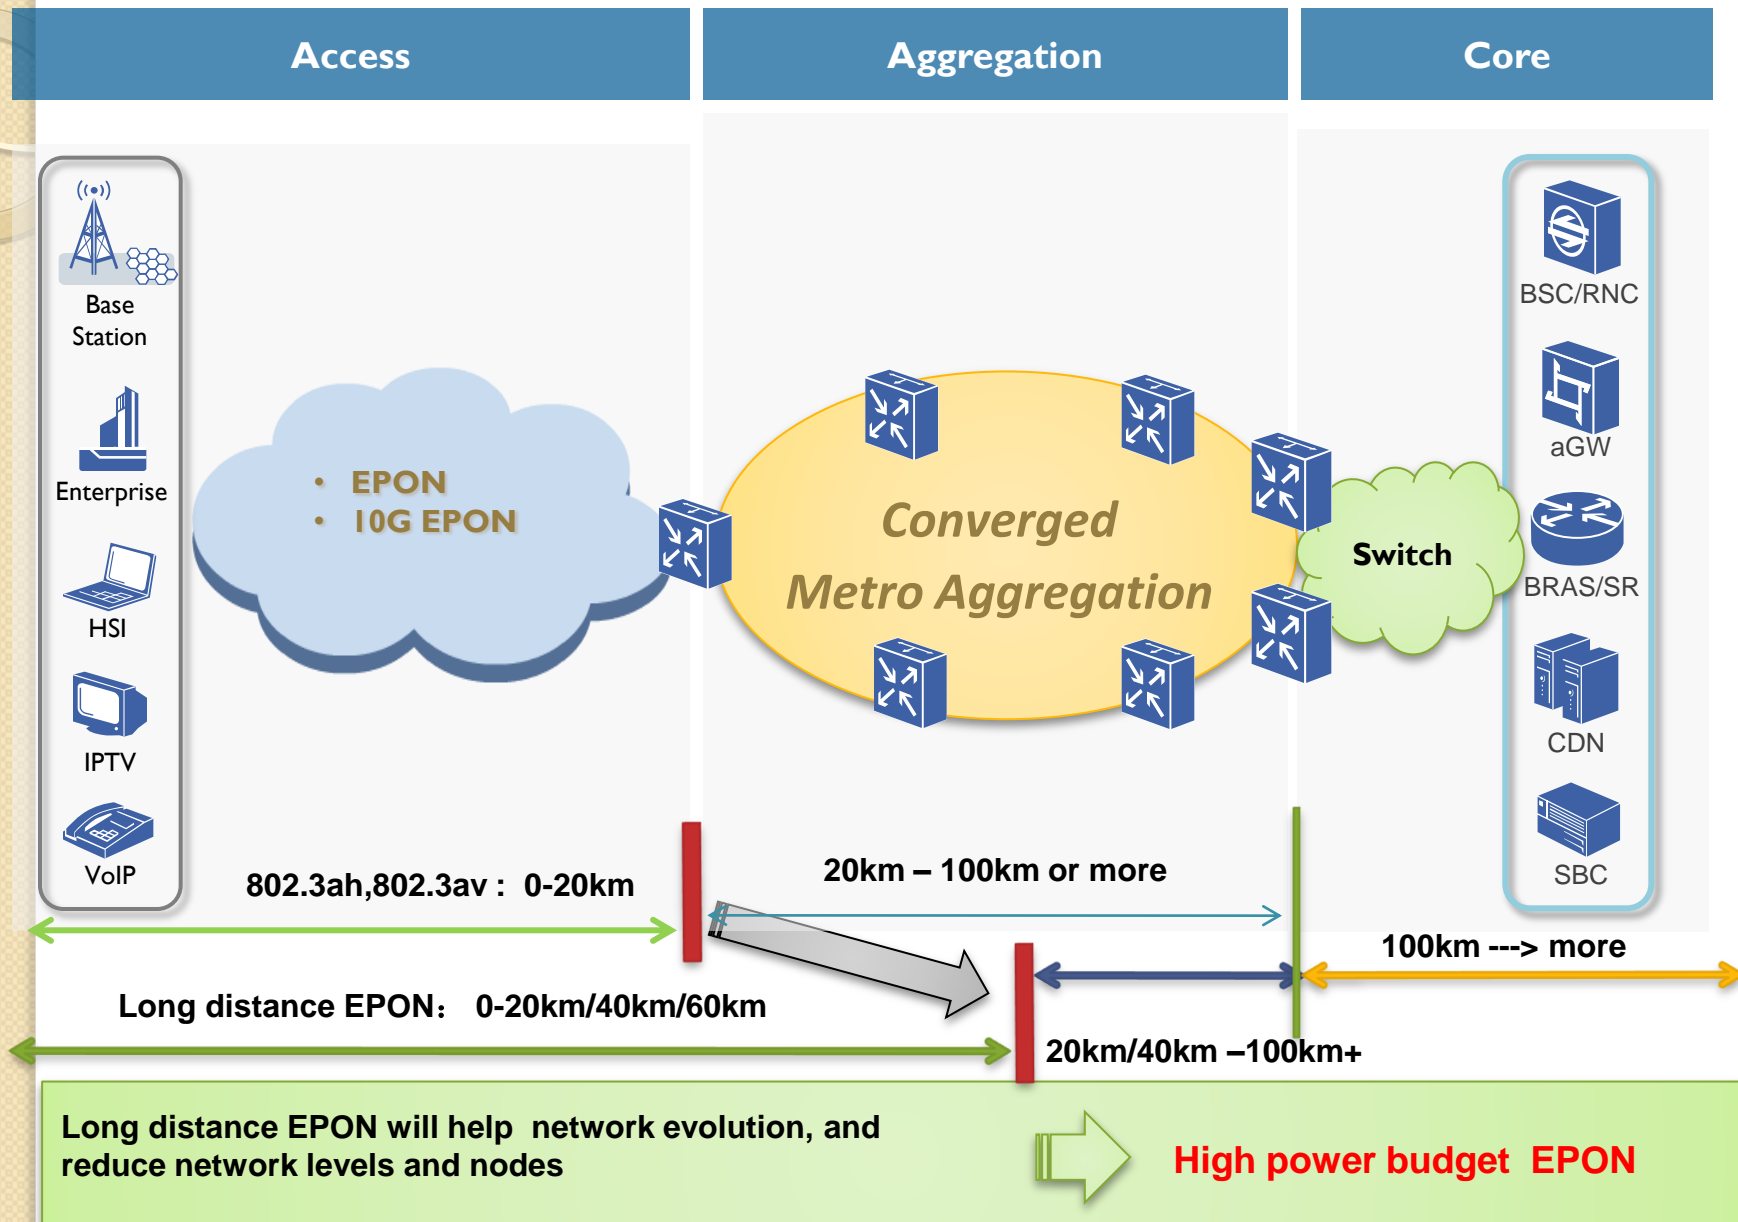 Access
Aggregation
Core
Base
Station
Enterprise
HSI
IPTV
VoIP
• EPON
• 10G EPON
Converged
Metro Aggregation
Switch
BSC/RNC
aGW
BRAS/SR
CDN
SBC
802.3ah,802.3av : 0-20km
20km – 100km or more
100km ---> more
Long distance EPON： 0-20km/40km/60km
20km/40km –100km+
Long distance EPON will help network evolution, and
reduce network levels and nodes
High power budget EPON